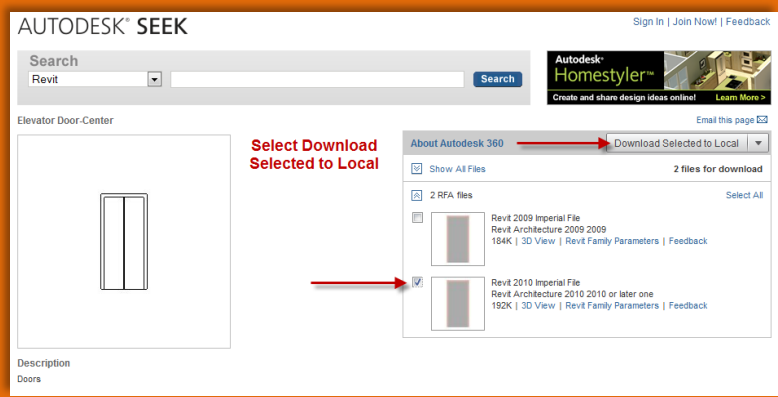 AUTODESK® SEEK
Sign In | Join Now! | Feedback
Search
Revit
Search
Autodesk®
Homestyler™
Create and share design ideas online! Learn More >
Elevator Door-Center
Email this page
Select Download
Selected to Local
About Autodesk 360
Download Selected to Local
Show All Files
2 files for download
2 RFA files
Select All
Revit 2009 Imperial File
Revit Architecture 2009 2009
184K | 3D View | Revit Family Parameters | Feedback
Revit 2010 Imperial File
Revit Architecture 2010 2010 or later one
192K | 3D View | Revit Family Parameters | Feedback
Description
Doors